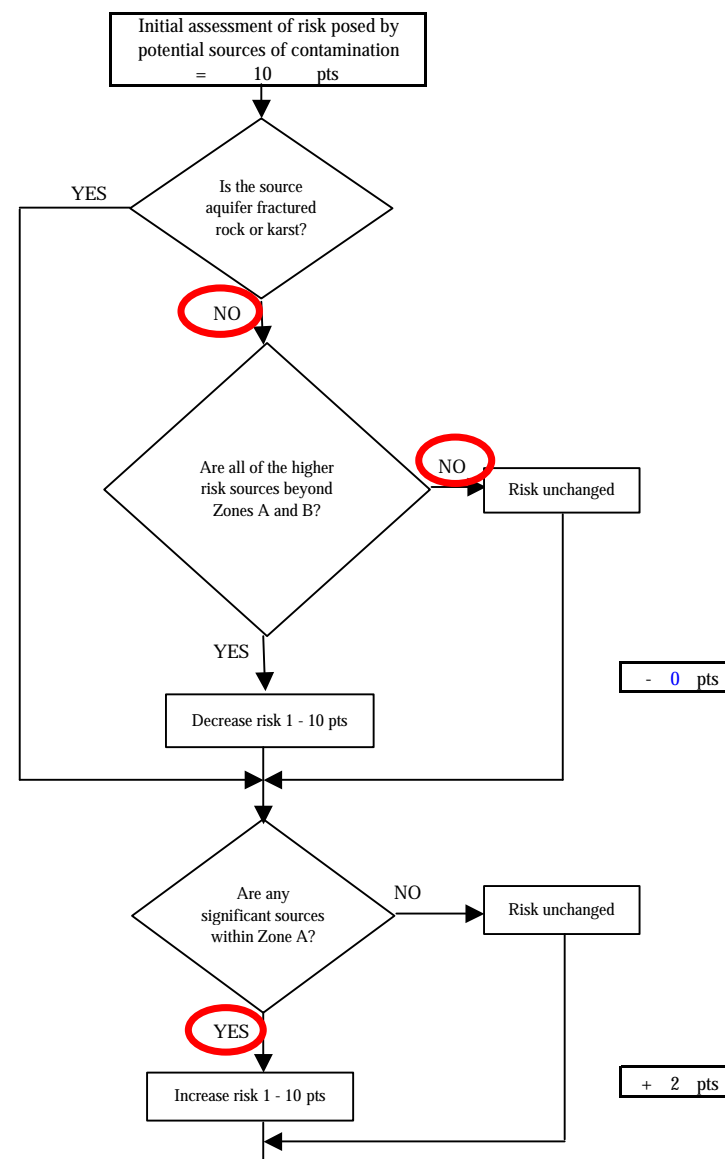 Initial assessment of risk posed by
potential sources of contamination
= 10 pts
YES
Is the source
aquifer fractured
rock or karst?
NO
Are all of the higher
risk sources beyond
Zones A and B?
NO
Risk unchanged
YES
- 0 pts
Decrease risk 1 - 10 pts
Are any
significant sources
within Zone A?
NO
Risk unchanged
YES
+ 2 pts
Increase risk 1 - 10 pts